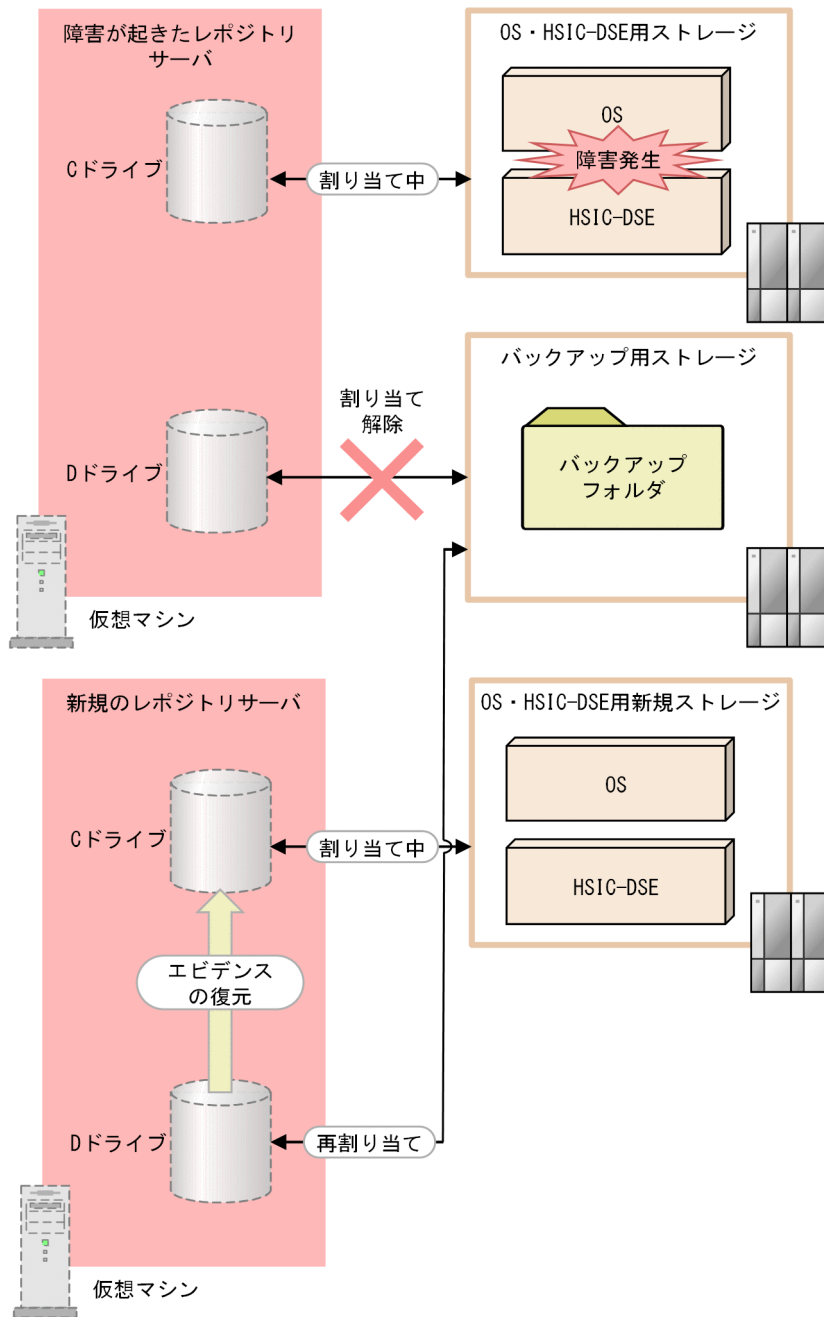 障害が起きたレポジトリ
サーバ
OS・HSIC-DSE用ストレージ
OS
Cドライブ
割り当て中
障害発生
HSIC-DSE
バックアップ用ストレージ
割り当て
解除
Dドライブ
バックアップ
フォルダ
仮想マシン
新規のレポジトリサーバ
OS・HSIC-DSE用新規ストレージ
OS
Cドライブ
割り当て中
HSIC-DSE
エビデンス
の復元
Dドライブ
再割り当て
仮想マシン